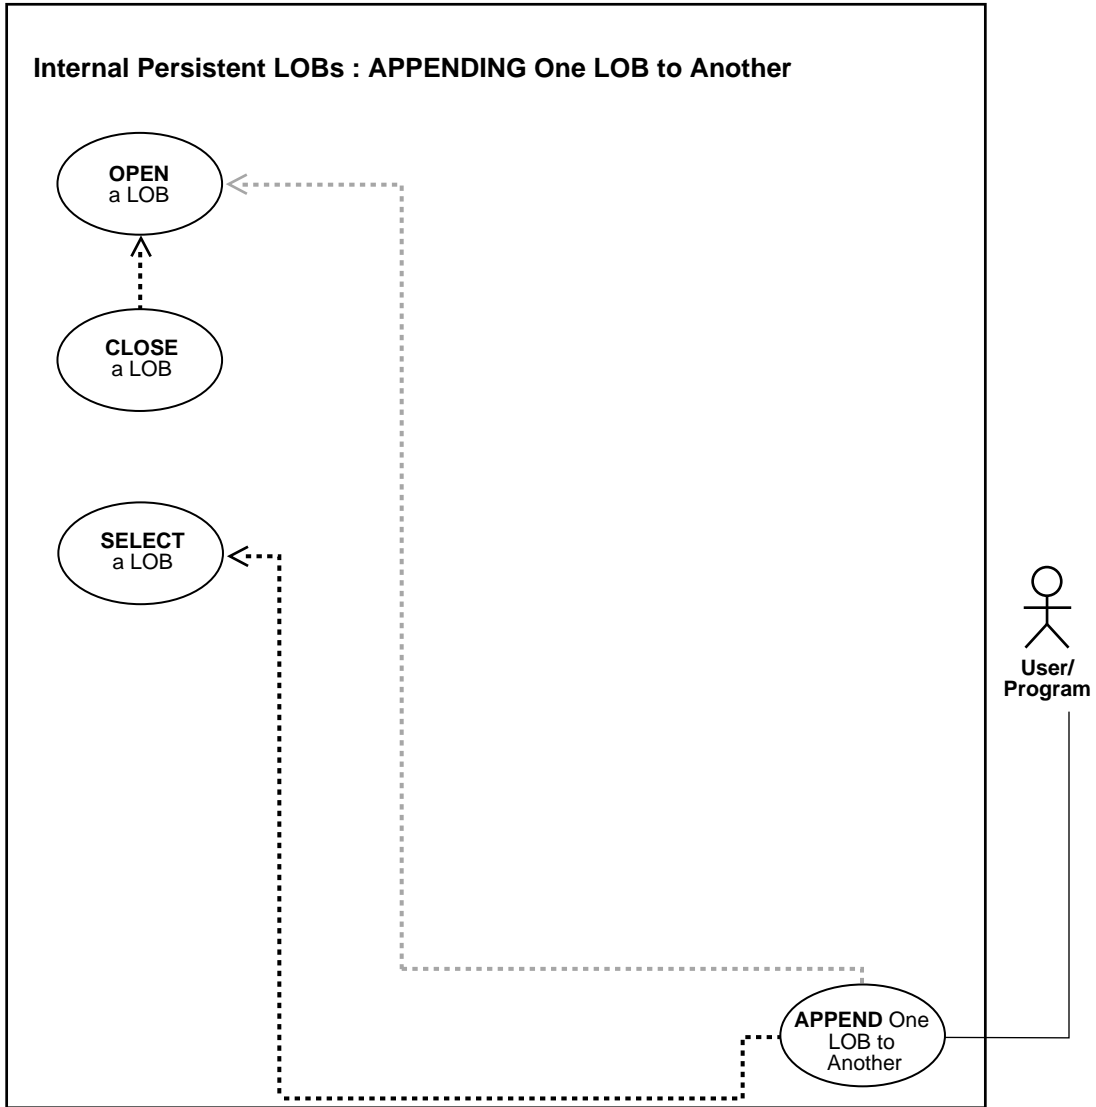 Internal Persistent LOBs : APPENDING One LOB to Another
OPEN
a LOB
CLOSE
a LOB
SELECT
a LOB
User/
Program
APPEND One
LOB to
Another